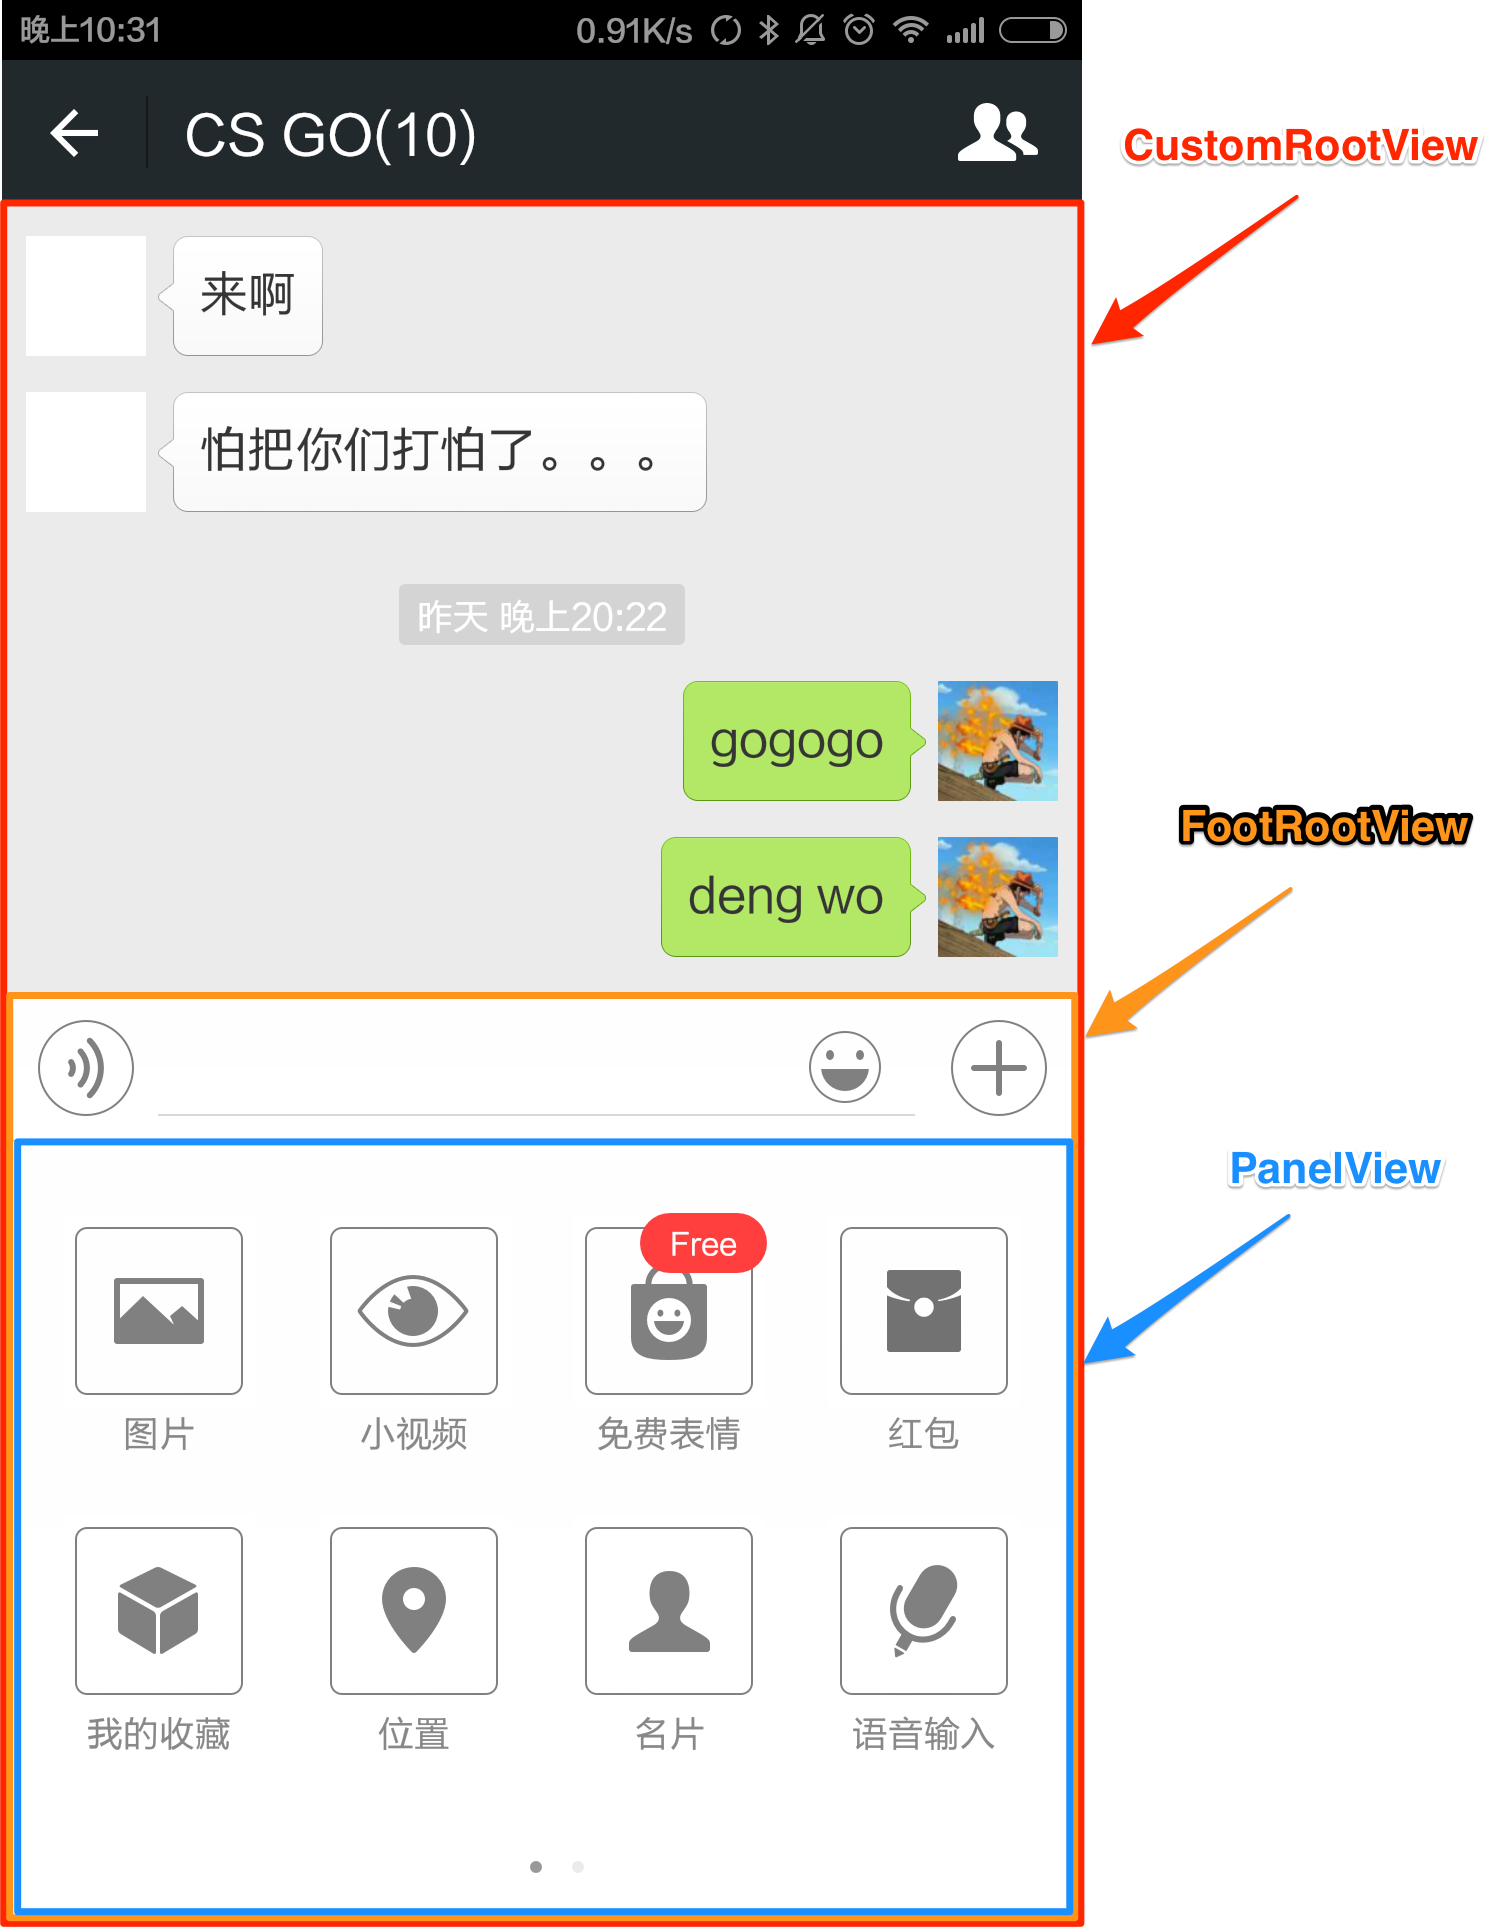 晚上10:31
0.91K/s
CS GO(10)
CustomRootView
来啊
怕把你们打怕了。。。
昨天 晚上20:22
gogogo
FootRootView
deng wo
PanelView
Free
图片
小视频
免费表情
红包
我的收藏
位置
名片
语音输入